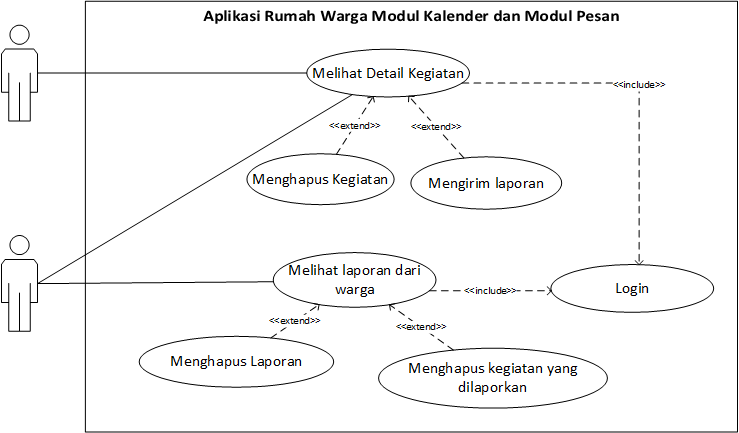 Aplikasi Rumah Warga Modul Kalender dan Modul Pesan
Melihat Detail Kegiatan
<<include>>
<<extend>>
<<extend>>
Menghapus Kegiatan
Mengirim laporan
Melihat laporan dari
warga
<<include>>
Login
<<extend>>
<<extend>>
Menghapus Laporan
Menghapus kegiatan yang
dilaporkan